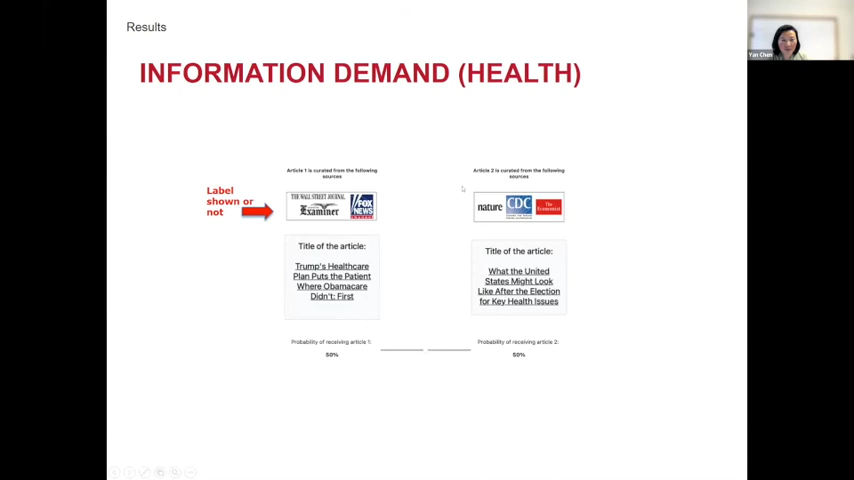 Results
INFORMATION DEMAND (HEALTH)
Yan Chen
Article 1 is curated from the following
sources
Article 2 is curated from the following
sources
Label
shown or
not
THE WALL STREET JOURNAL
Examiner
FOX
NEWS
nature
CDC
The
Economist
Title of the article:
Trump's Healthcare
Plan Puts the Patient
Where Obamacare
Didn't: First
Title of the article:
What the United
States Might Look
Like After the Election
for Key Health Issues
Probability of receiving article 1:
50%
Probability of receiving article 2:
50%